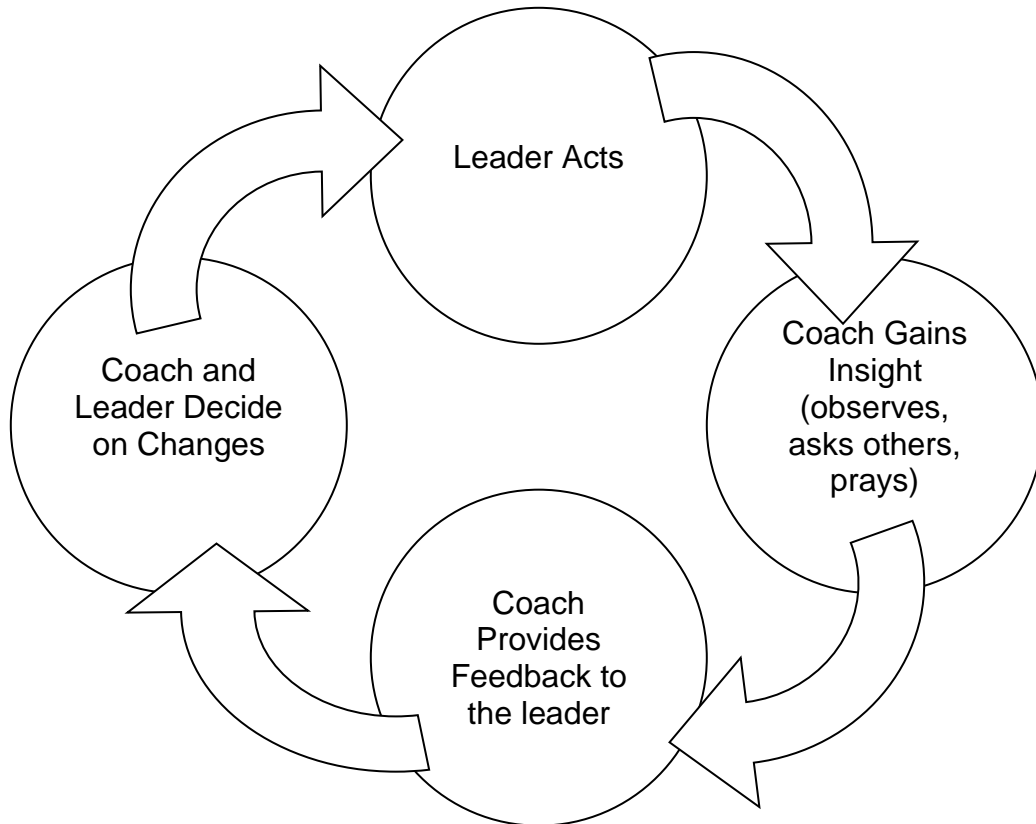 Leader Acts
Coach Gains
Insight
(observes,
asks others,
prays)
Coach
Provides
Feedback to
the leader
Coach and
Leader Decide
on Changes